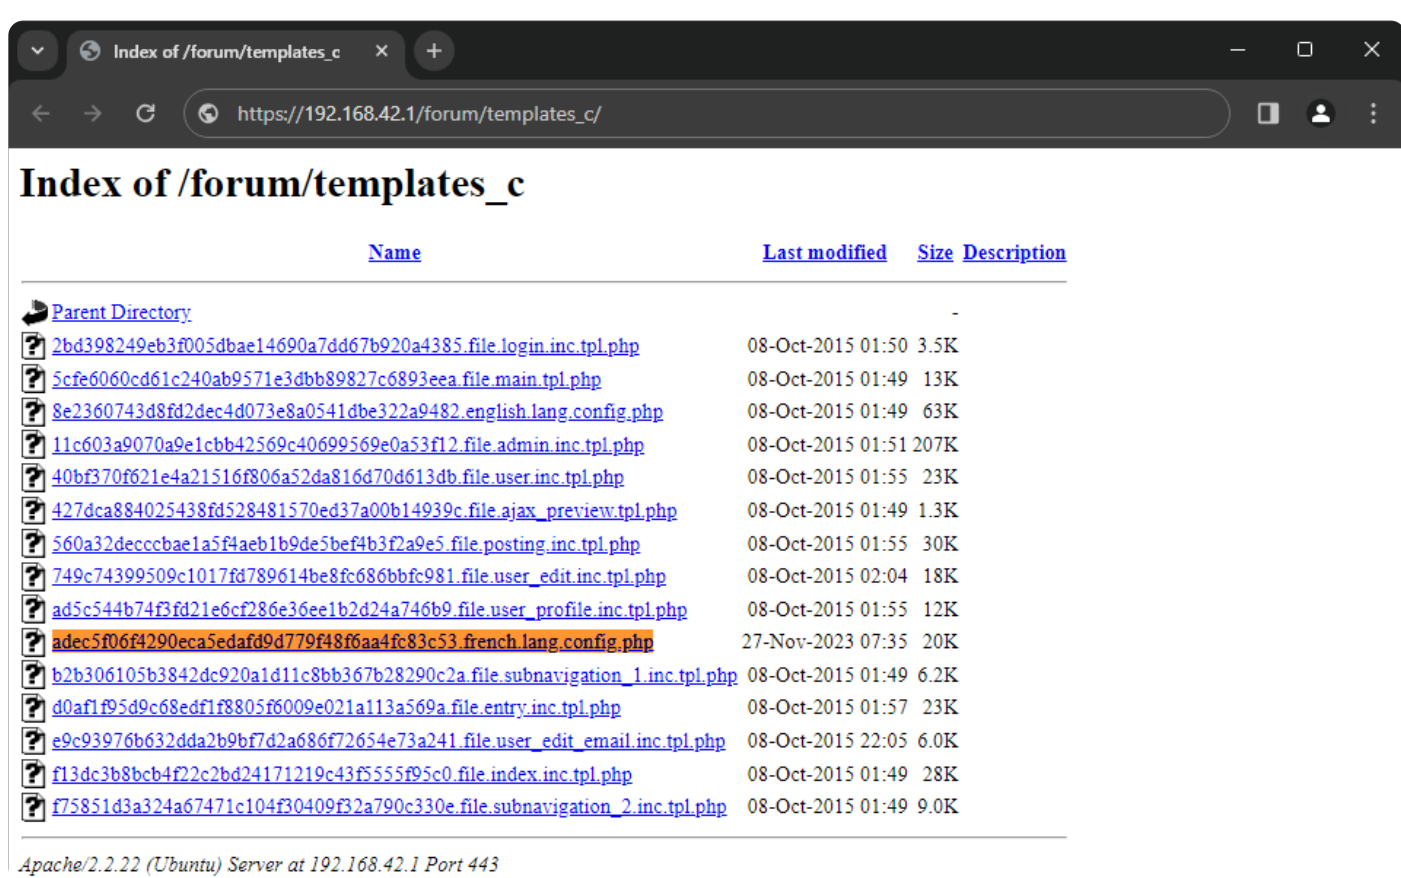 Index of /forum/templates_c
https://192.168.42.1/forum/templates_c/
Index of /forum/templates_c
Name Last modified Size Description
Parent Directory -
2bd398249eb3f005dbae14690a7dd67b920a4385.file.login.inc.tpl.php 08-Oct-2015 01:50 3.5K
5cfe6060cd61c240ab9571e3dbb89827c6893eea.file.main.tpl.php 08-Oct-2015 01:49 13K
8e2360743d8fd2dec4d073e8a0541dbe322a9482.english.lang.config.php 08-Oct-2015 01:49 63K
11c603a9070a9e1cbb42569c40699569e0a53f12.file.admin.inc.tpl.php 08-Oct-2015 01:51 207K
40bf370f621e4a21516f806a52da816d70d613db.file.user.inc.tpl.php 08-Oct-2015 01:55 23K
427dca884025438fd528481570ed37a00b14939c.file.ajax_preview.tpl.php 08-Oct-2015 01:49 1.3K
560a32decccbae1a5f4aeb1b9de5bef4b3f2a9e5.file.posting.inc.tpl.php 08-Oct-2015 01:55 30K
749c74399509c1017fd789614be8fc686bbfc981.file.user_edit.inc.tpl.php 08-Oct-2015 02:04 18K
ad5c544b74f3fd21e6cf286e36ee1b2d24a746b9.file.user_profile.inc.tpl.php 08-Oct-2015 01:55 12K
adec5f06f4290eca5edafd9d779f48f6aa4fc83c53.french.lang.config.php 27-Nov-2023 07:35 20K
b2b306105b3842dc920a1d11c8bb367b28290c2a.file.subnavigation_1.inc.tpl.php 08-Oct-2015 01:49 6.2K
d0af1f95d9c68edf1f8805f6009e021a113a569a.file.entry.inc.tpl.php 08-Oct-2015 01:57 23K
e9c93976b632dda2b9bf7d2a686f72654e73a241.file.user_edit_email.inc.tpl.php 08-Oct-2015 22:05 6.0K
f13dc3b8bcb4f22c2bd24171219c43f5555f95c0.file.index.inc.tpl.php 08-Oct-2015 01:49 28K
f75851d3a324a67471c104f30409f32a790c330e.file.subnavigation_2.inc.tpl.php 08-Oct-2015 01:49 9.0K
Apache/2.2.22 (Ubuntu) Server at 192.168.42.1 Port 443